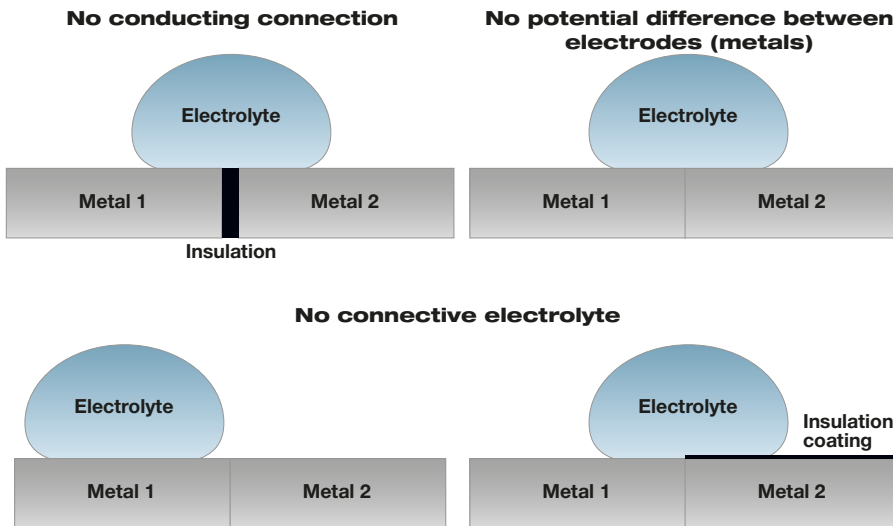 No conducting connection
No potential difference between
electrodes (metals)
Electrolyte
Electrolyte
Metal 1
Metal 2
Metal 1
Metal 2
Insulation
No connective electrolyte
Electrolyte
Electrolyte
Insulation
coating
Metal 1
Metal 2
Metal 1
Metal 2